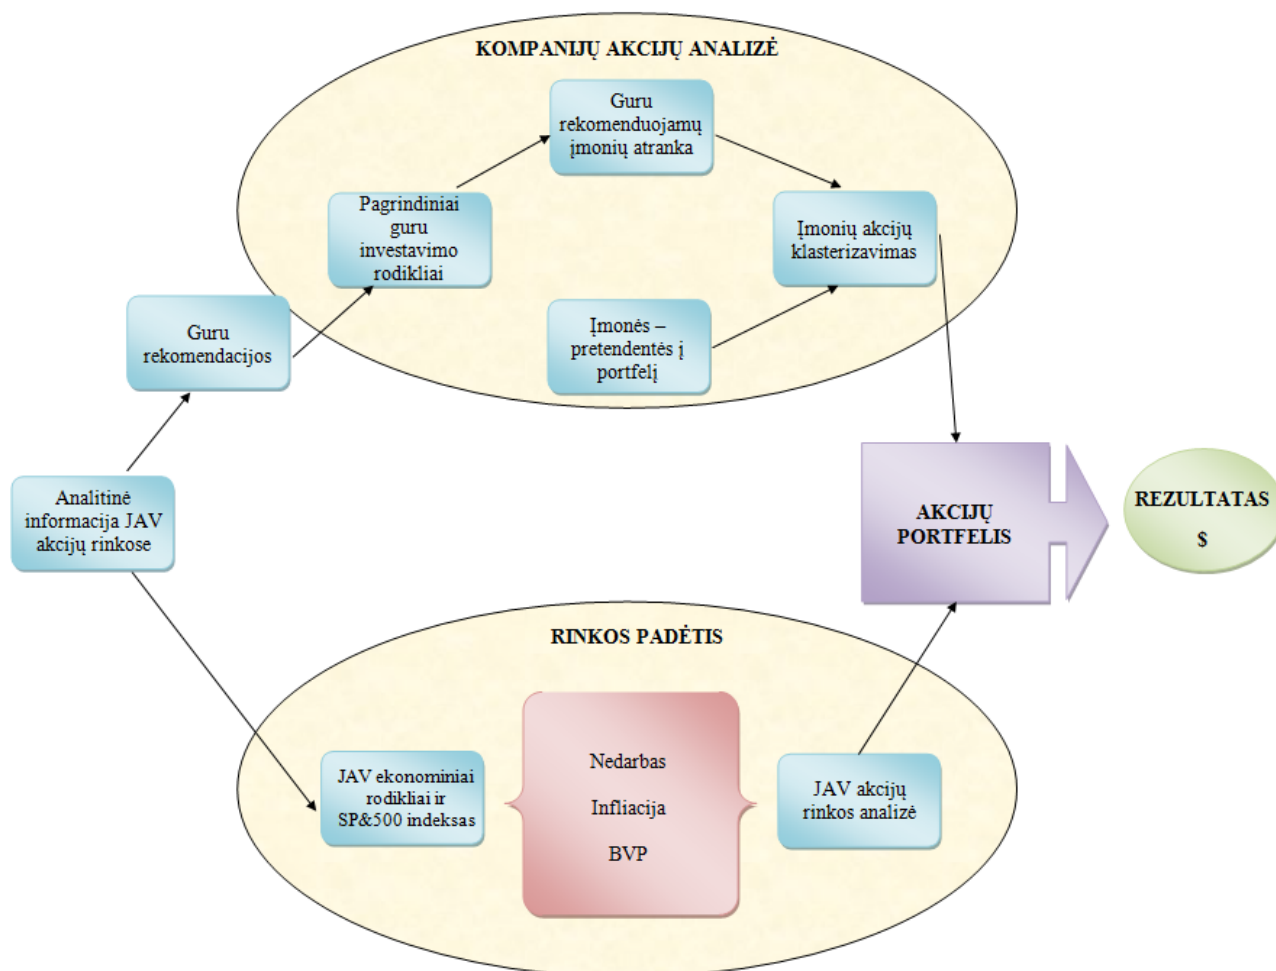 KOMPANIJŲ AKCIJŲ ANALIZĖ
Guru
rekomenduojamų
įmonių atranka
Pagrindiniai
guru
investavimo
rodikliai
Įmonių akcijų
klasterizavimas
Guru
rekomendacijos
Įmonės –
pretendentės į
portfelį
Analitinė
informacija JAV
akcijų rinkose
AKCIJŲ
PORTFELIS
REZULTATAS
$
RINKOS PADĖTIS
JAV ekonominiai
rodikliai ir
SP&500 indeksas
Nedarbas
Infliacija
BVP
JAV akcijų
rinkos analizė